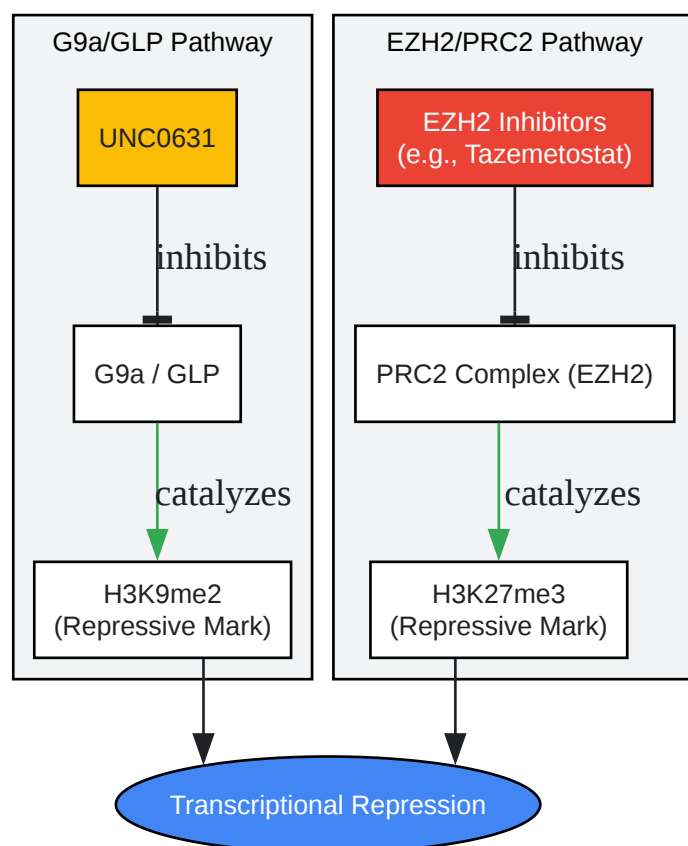 G9a/GLP Pathway
UNC0631
inhibits
G9a / GLP
catalyzes
H3K9me2
(Repressive Mark)
EZH2/PRC2 Pathway
EZH2 Inhibitors
(e.g., Tazemetostat)
inhibits
PRC2 Complex (EZH2)
catalyzes
H3K27me3
(Repressive Mark)
Transcriptional Repression